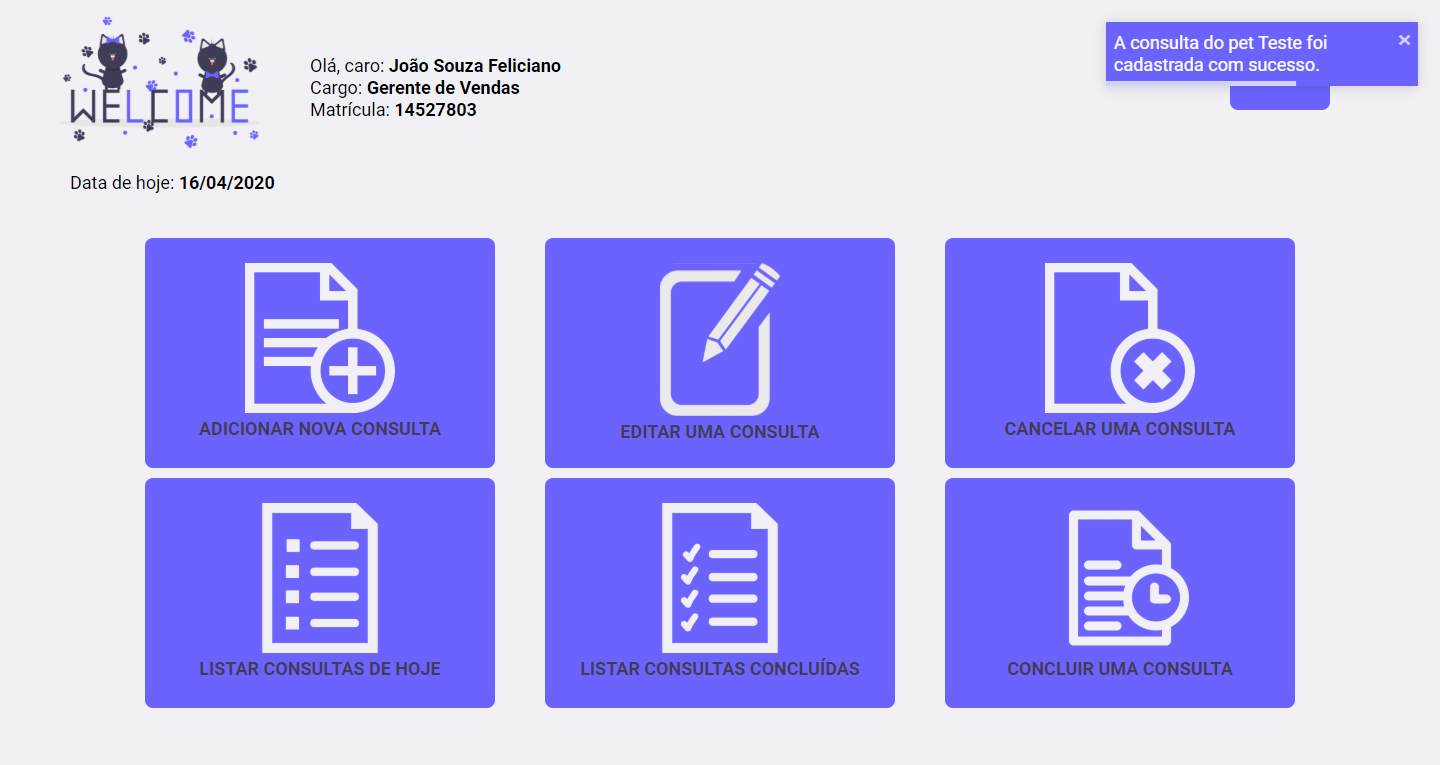 WELCOME
Olá, caro: João Souza Feliciano
Cargo: Gerente de Vendas
Matrícula: 14527803
A consulta do pet Teste foi
cadastrada com sucesso.
×
Data de hoje: 16/04/2020
ADICIONAR NOVA CONSULTA
EDITAR UMA CONSULTA
CANCELAR UMA CONSULTA
LISTAR CONSULTAS DE HOJE
LISTAR CONSULTAS CONCLUÍDAS
CONCLUIR UMA CONSULTA